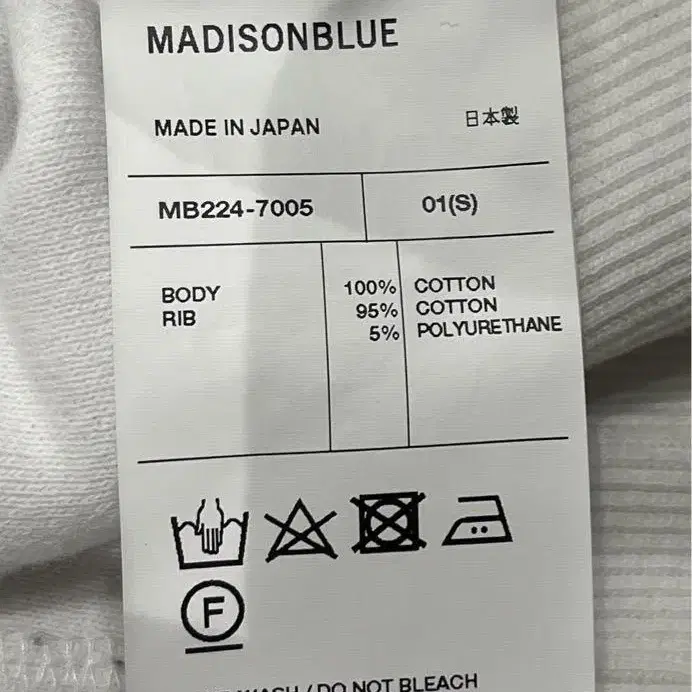 MADISONBLUE
MADE IN JAPAN 日本製
MB224-7005 01(S)
BODY 100% COTTON
RIB 95% COTTON
5% POLYURETHANE
F
/ DO NOT BLEACH